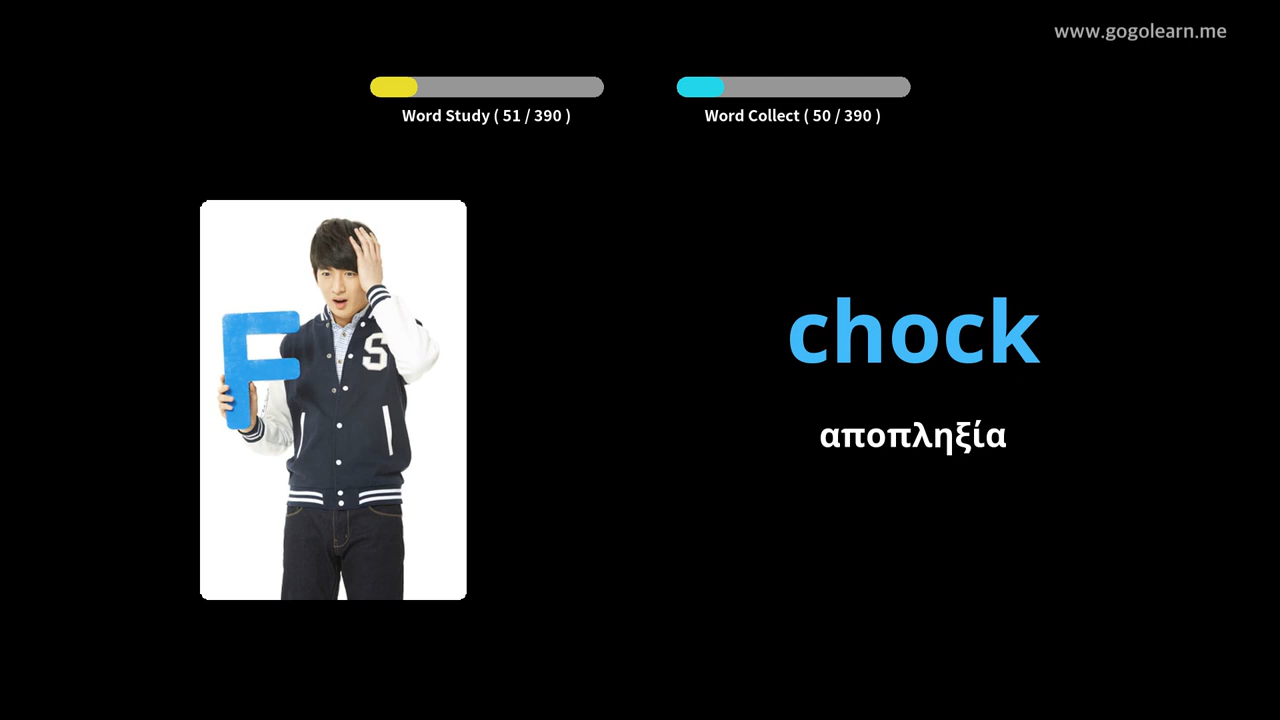 www.gogolearn.me
Word Study ( 51 / 390 )
Word Collect ( 50 / 390 )
F
S
chock
αποπληξία